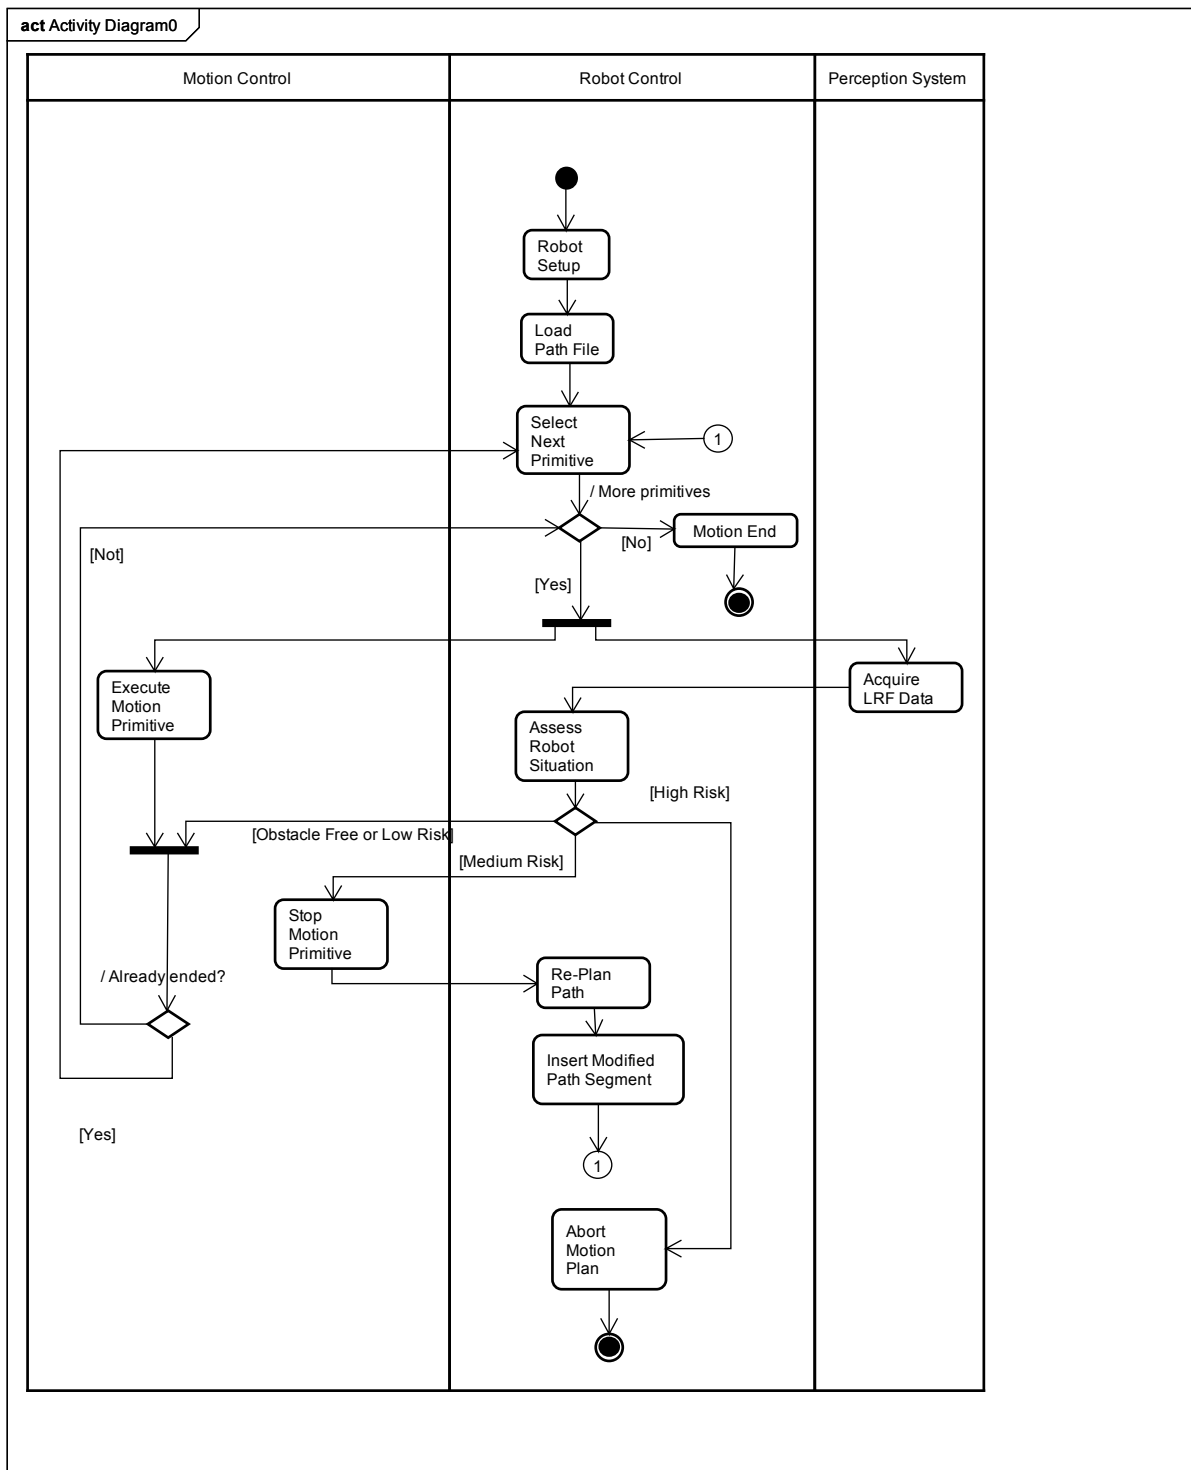 act Activity Diagram0
Motion Control
Robot Control
Perception System
Robot
Setup
Load
Path File
Select
Next
Primitive
1
/ More primitives
Motion End
[No]
[Not]
[Yes]
Execute
Motion
Primitive
Acquire
LRF Data
Assess
Robot
Situation
[High Risk]
[Obstacle Free or Low Risk]
[Medium Risk]
Stop
Motion
Primitive
/ Already ended?
Re-Plan
Path
Insert Modified
Path Segment
[Yes]
1
Abort
Motion
Plan